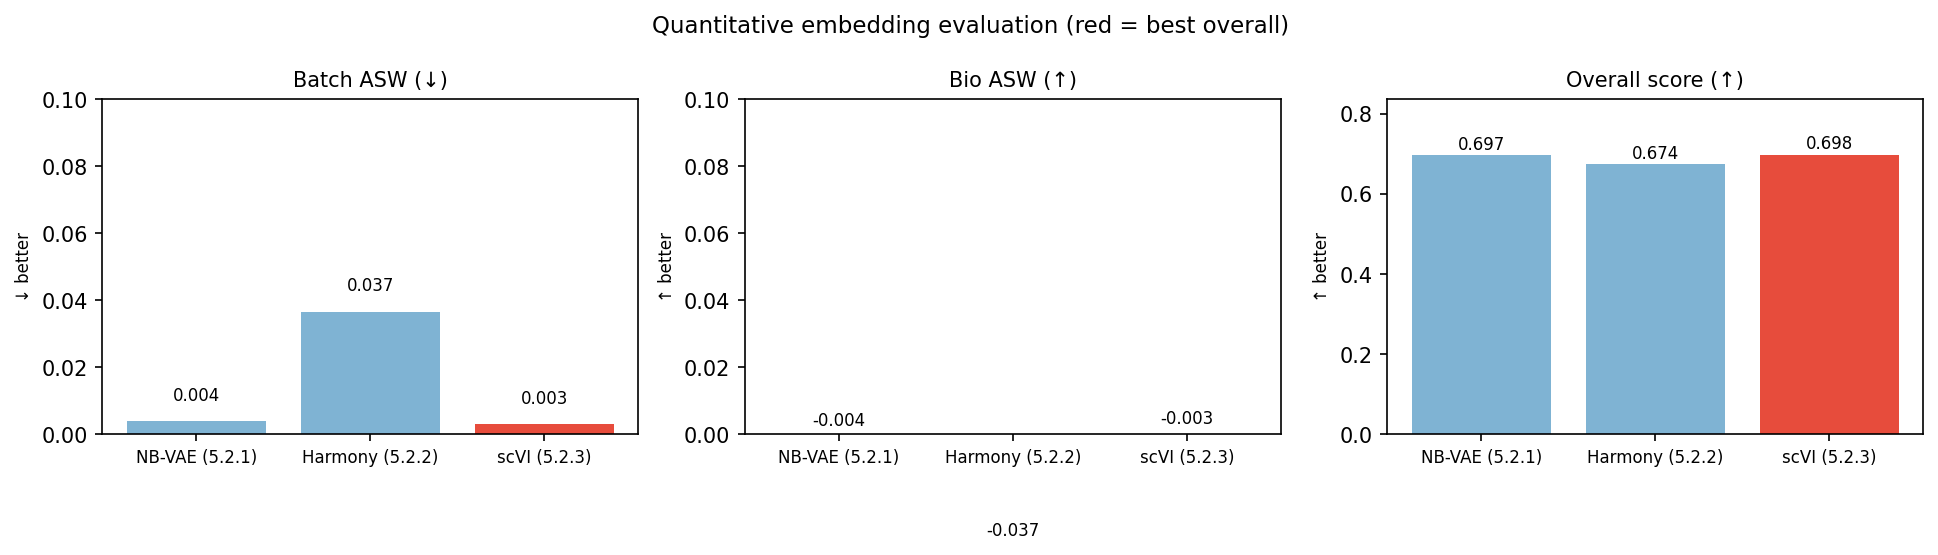 Quantitative embedding evaluation (red = best overall)
Batch ASW (↓)
↓ better
0.10
0.08
0.06
0.04
0.02
0.00
0.004
0.037
0.003
NB-VAE (5.2.1)
Harmony (5.2.2)
scVI (5.2.3)
Bio ASW (↑)
↑ better
0.10
0.08
0.06
0.04
0.02
0.00
-0.004
-0.003
NB-VAE (5.2.1)
Harmony (5.2.2)
scVI (5.2.3)
-0.037
Overall score (↑)
↑ better
0.8
0.6
0.4
0.2
0.0
0.697
0.674
0.698
NB-VAE (5.2.1)
Harmony (5.2.2)
scVI (5.2.3)